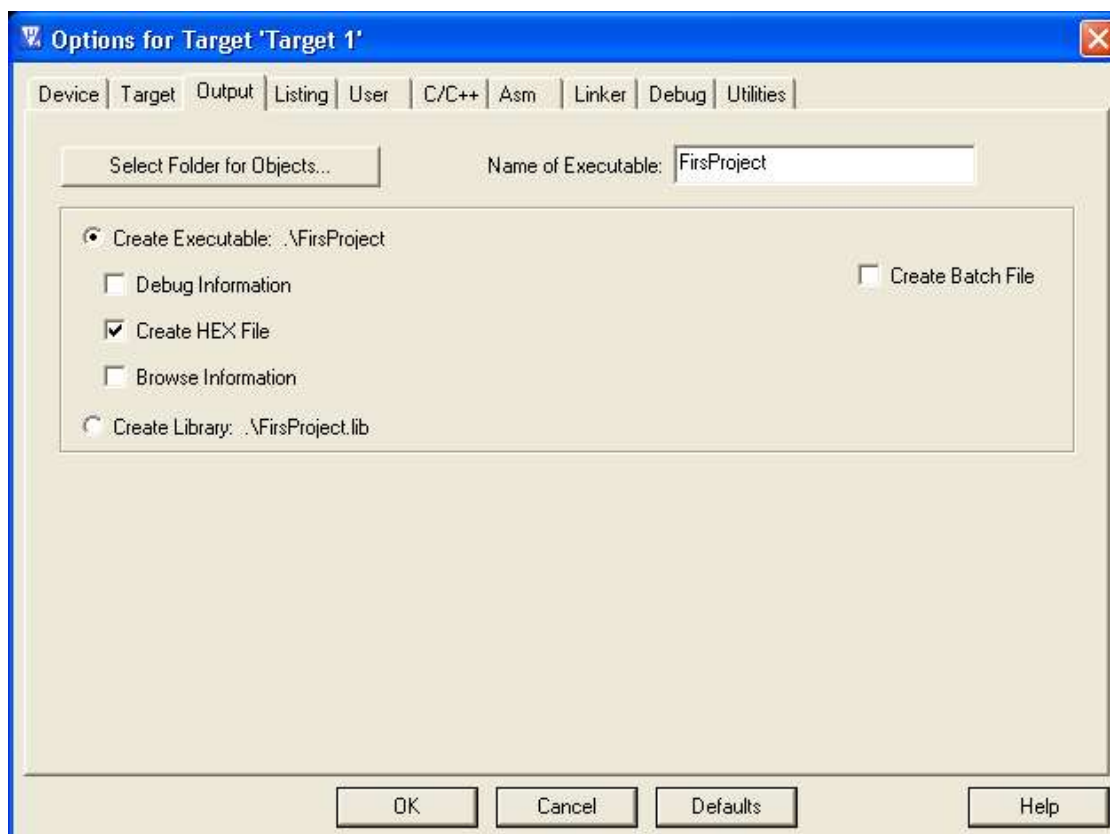 Options for Target 'Target 1'
Device Target Output Listing User C/C++ Asm Linker Debug Utilities
Select Folder for Objects... Name of Executable: FirsProject
Create Executable: .\FirsProject
Debug Information
Create Batch File
Create HEX File
Browse Information
Create Library: .\FirsProject.lib
OK Cancel Defaults Help